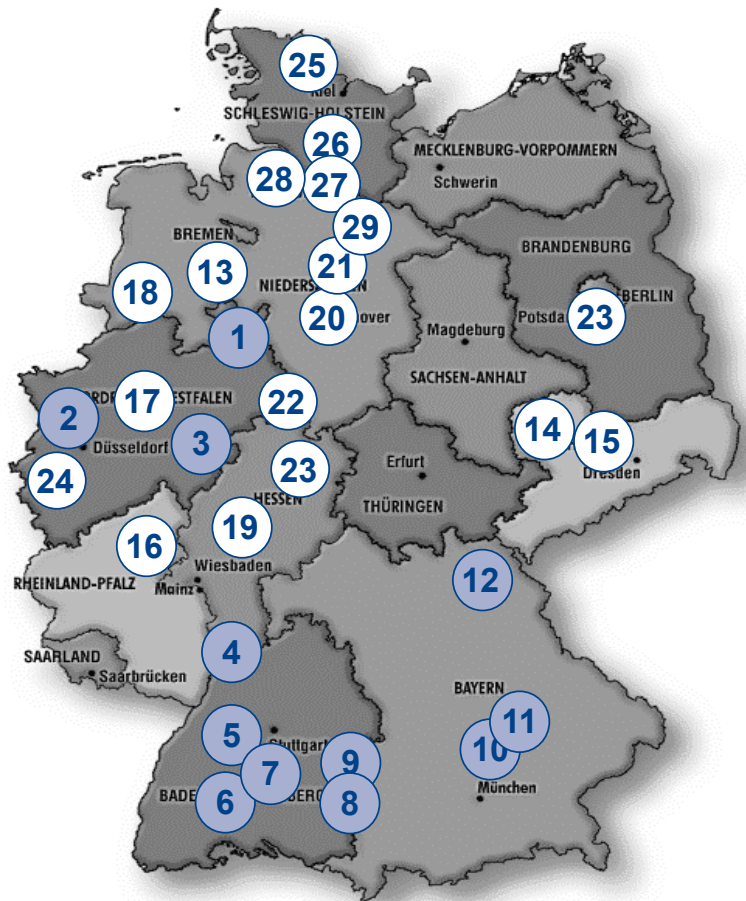 25
Kiel
SCHLESWIG-HOLSTEIN
26
MECKLENBURG-VORPOMMERN
Schwerin
28
27
29
BREMEN
BRANDENBURG
13
21
18
NIEDERS
EN
BERLIN
20
over
Potsda
23
1
Magdeburg
SACHSEN-ANHALT
17
ORD
ESTFALEN
22
2
14
15
3
Düsseldorf
Dresden
23
Erfurt
24
HESSEN
THÜRINGEN
19
16
Wiesbaden
RHEINLAND-PFALZ
Mainz
12
4
SAARLAND
Saarbrücken
BAYERN
5
Stuttgar
11
10
7
9
München
BADE
6
BERG
8